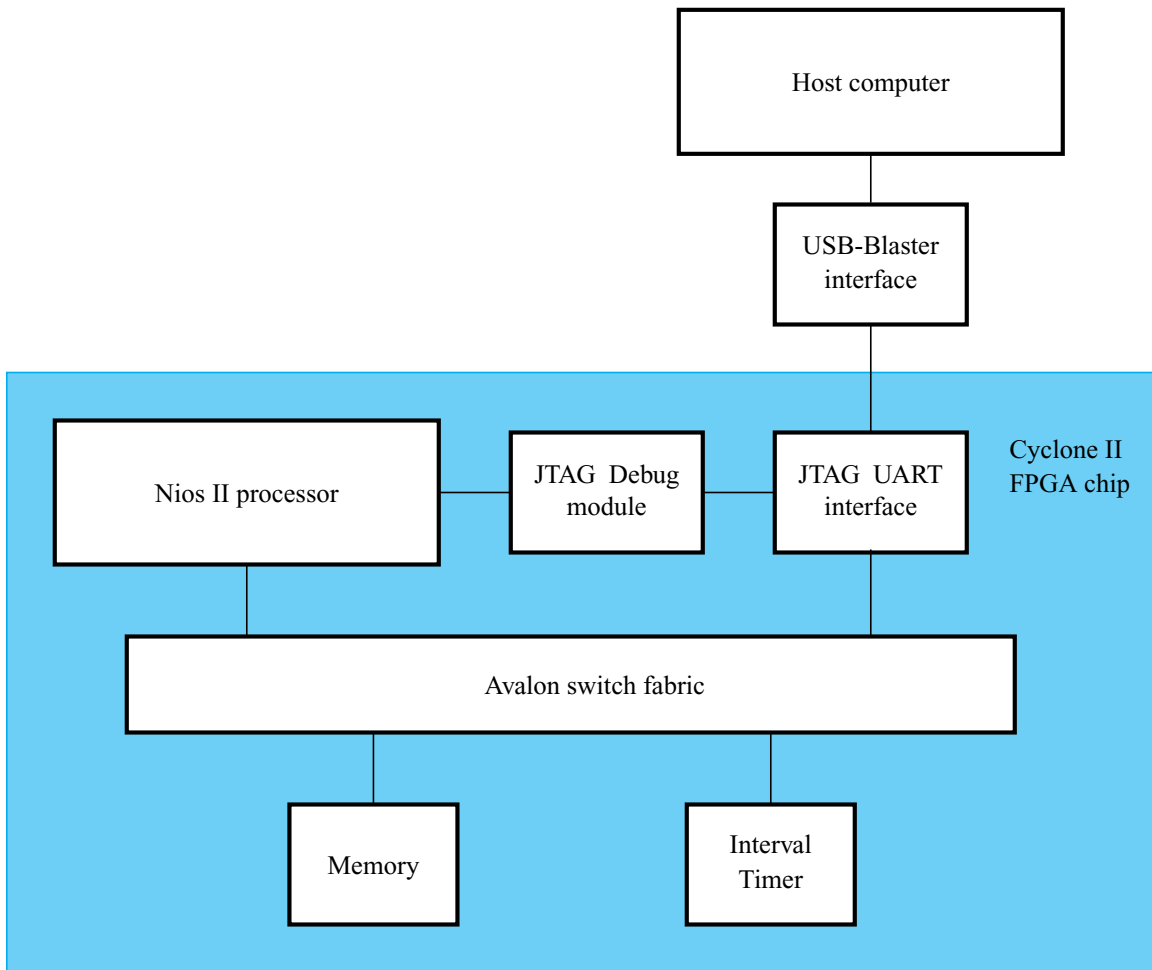 Host computer
USB-Blaster
interface
Cyclone II
FPGA chip
Nios II processor
JTAG Debug
module
JTAG UART
interface
Avalon switch fabric
Memory
Interval
Timer